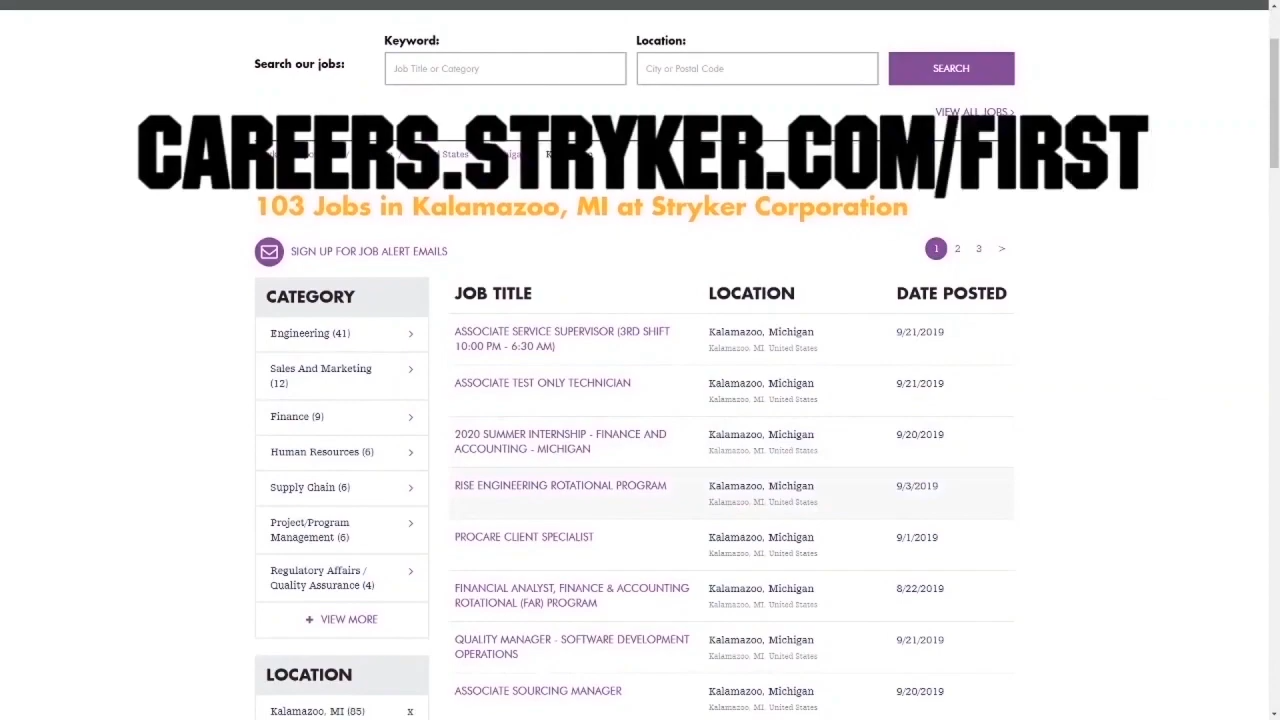 Keyword:
Location:
Search our jobs:
Job Title or Category
City or Postal Code
SEARCH
VIEW ALL JOBS >
CAREERS.STRYKER.COM/FIRST
103 Jobs in Kalamazoo, MI at Stryker Corporation
SIGN UP FOR JOB ALERT EMAILS
1 2 3 >
CATEGORY
Engineering (41)
Sales And Marketing
(12)
Finance (9)
Human Resources (6)
Supply Chain (6)
Project/Program
Management (6)
Regulatory Affairs /
Quality Assurance (4)
+ VIEW MORE
LOCATION
Kalamazoo, MI (85) x
JOB TITLE LOCATION DATE POSTED
ASSOCIATE SERVICE SUPERVISOR (3RD SHIFT
10:00 PM - 6:30 AM)
Kalamazoo, Michigan
Kalamazoo, MI, United States
9/21/2019
ASSOCIATE TEST ONLY TECHNICIAN
Kalamazoo, Michigan
Kalamazoo, MI, United States
9/21/2019
2020 SUMMER INTERNSHIP - FINANCE AND
ACCOUNTING - MICHIGAN
Kalamazoo, Michigan
Kalamazoo, MI, United States
9/20/2019
RISE ENGINEERING ROTATIONAL PROGRAM
Kalamazoo, Michigan
Kalamazoo, MI, United States
9/3/2019
PROCARE CLIENT SPECIALIST
Kalamazoo, Michigan
Kalamazoo, MI, United States
9/1/2019
FINANCIAL ANALYST, FINANCE & ACCOUNTING
ROTATIONAL (FAR) PROGRAM
Kalamazoo, Michigan
Kalamazoo, MI, United States
8/22/2019
QUALITY MANAGER - SOFTWARE DEVELOPMENT
OPERATIONS
Kalamazoo, Michigan
Kalamazoo, MI, United States
9/21/2019
ASSOCIATE SOURCING MANAGER
Kalamazoo, Michigan
Kalamazoo, MI, United States
9/20/2019